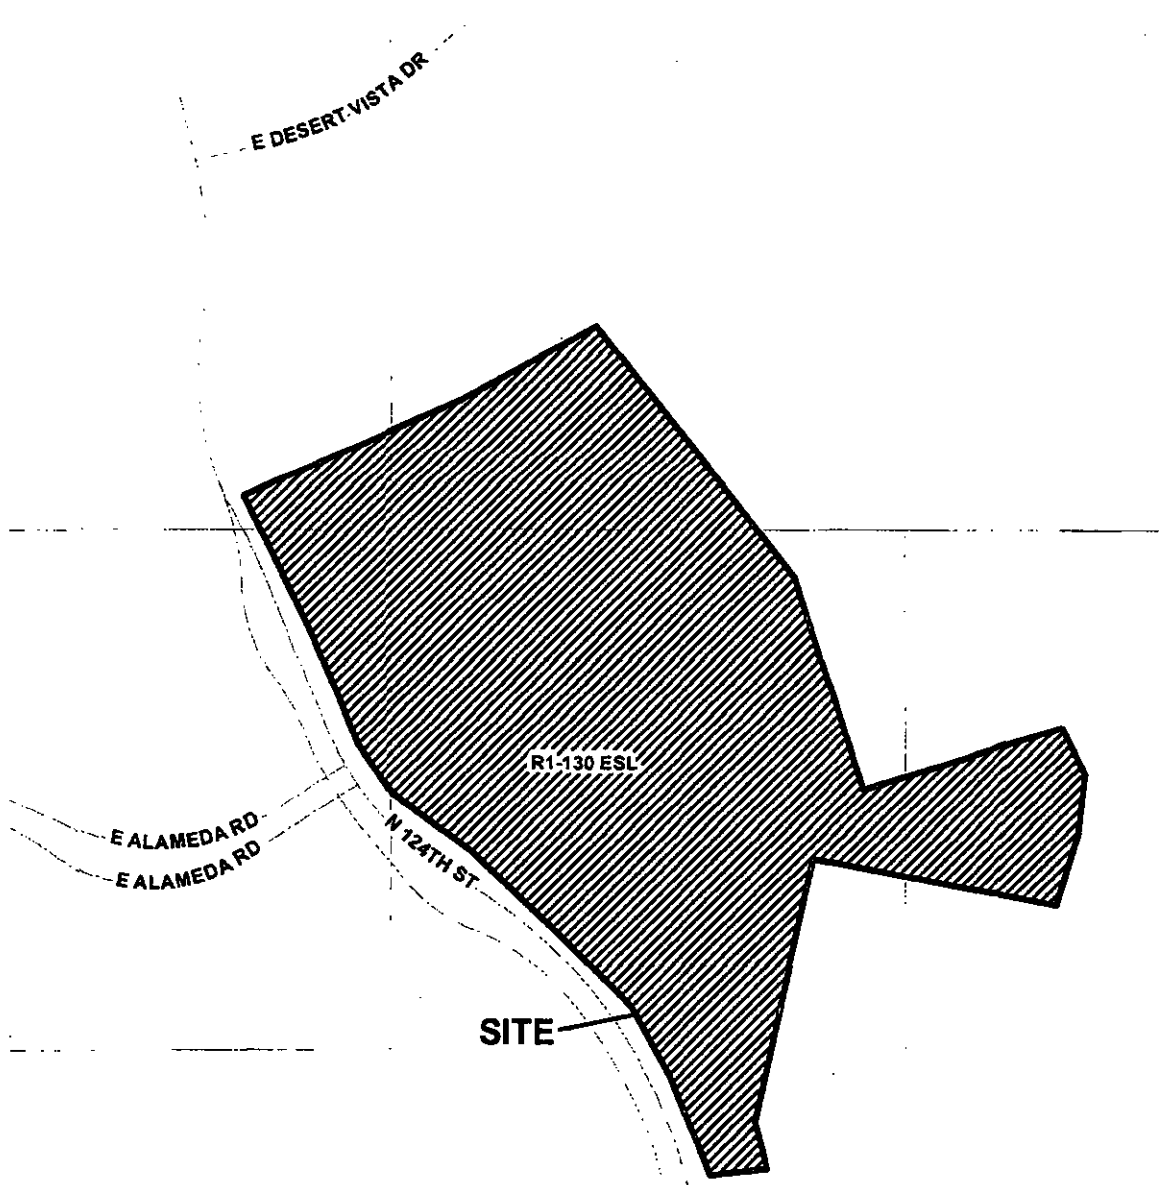 E DESERT VISTA DR
R1-130 ESL
E ALAMEDA RD
E ALAMEDA RD
N 124TH ST
SITE